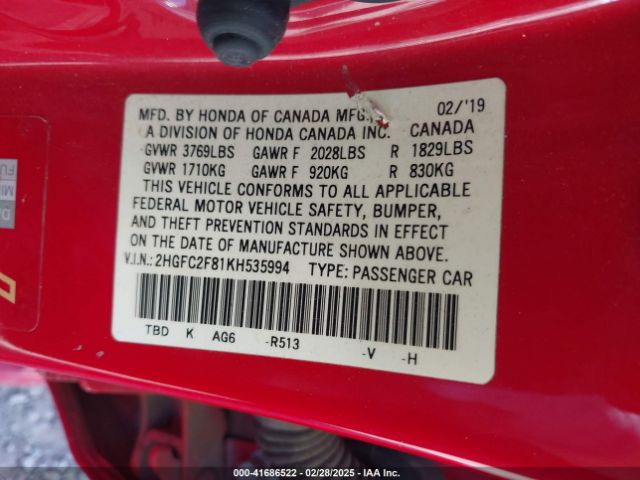 MFD. BY HONDA OF CANADA MFG., 02/'19
A DIVISION OF HONDA CANADA INC. CANADA
GVWR 3769LBS GAWR F 2028LBS R 1829LBS
GVWR 1710KG GAWR F 920KG R 830KG
THIS VEHICLE CONFORMS TO ALL APPLICABLE
FEDERAL MOTOR VEHICLE SAFETY, BUMPER,
AND THEFT PREVENTION STANDARDS IN EFFECT
ON THE DATE OF MANUFACTURE SHOWN ABOVE.
V.I.N.: 2HGFC2F81KH535994 TYPE: PASSENGER CAR
TBD K AG6 -R513 -V -H
000-41686522 | 02/28/2025 | IAA Inc.